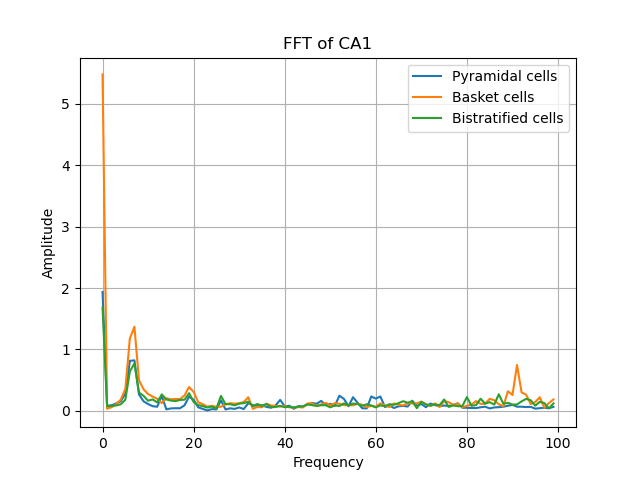 FFT of CA1
Pyramidal cells
Basket cells
Bistratified cells
Amplitude
5
4
3
2
1
0
0 20 40 60 80 100
Frequency